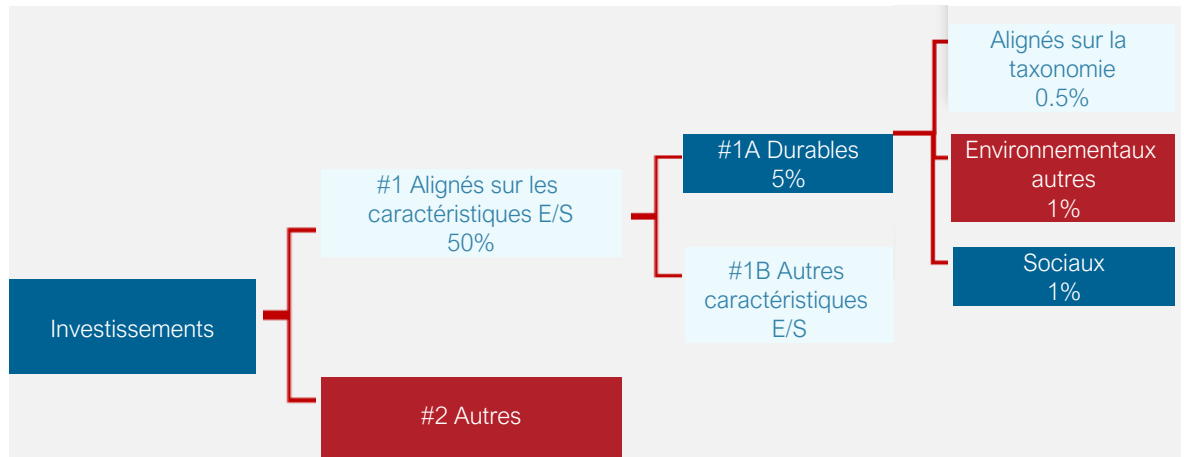 Investissements
#1 Alignés sur les
caractéristiques E/S
50%
#2 Autres
#1A Durables
5%
#1B Autres
caractéristiques
E/S
Alignés sur la
taxonomie
0.5%
Environnementaux
autres
1%
Sociaux
1%